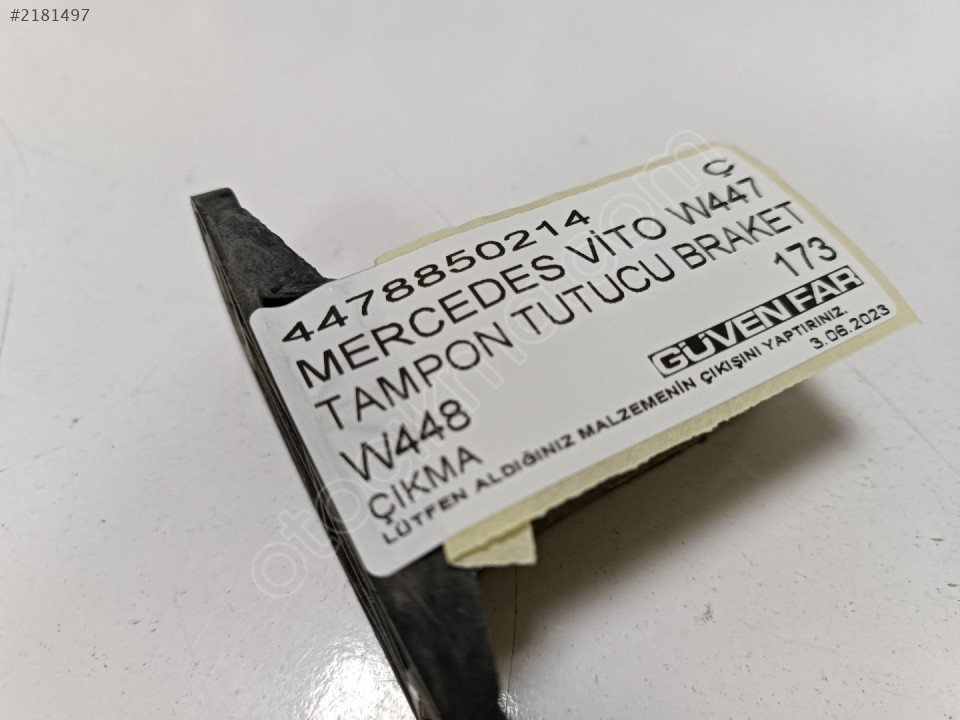 #2181497
Ç
4478850214
MERCEDES VİTO W447
TAMPON TUTUCU BRAKET
W448
173
ÇIKMA
GÜVEN FAR
LÜTFEN ALDIĞINIZ MALZEMENİN ÇIKIŞINI YAPTIRINIZ.
3.06.2023